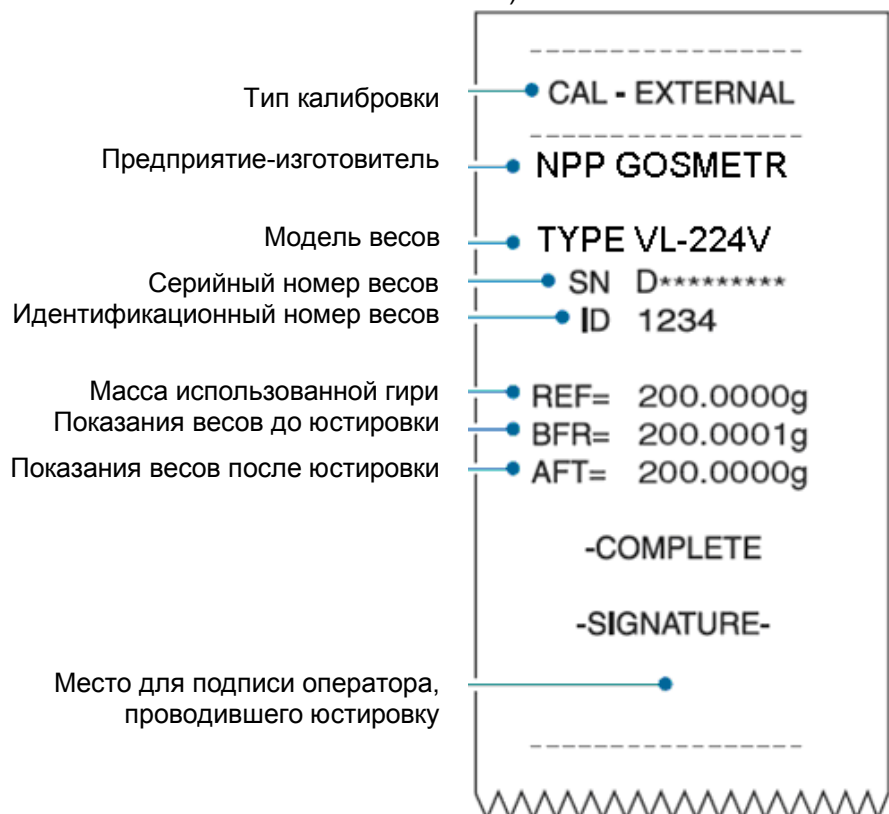 )
Тип калибровки
CAL - EXTERNAL
Предприятие-изготовитель
NPP GOSMETR
Модель весов
TYPE VL-224V
Серийный номер весов
SN D*********
Идентификационный номер весов
ID 1234
Масса использованной гири
REF= 200.0000g
Показания весов до юстировки
BFR= 200.0001g
Показания весов после юстировки
AFT= 200.0000g
-COMPLETE
-SIGNATURE-
Место для подписи оператора,
проводившего юстировку